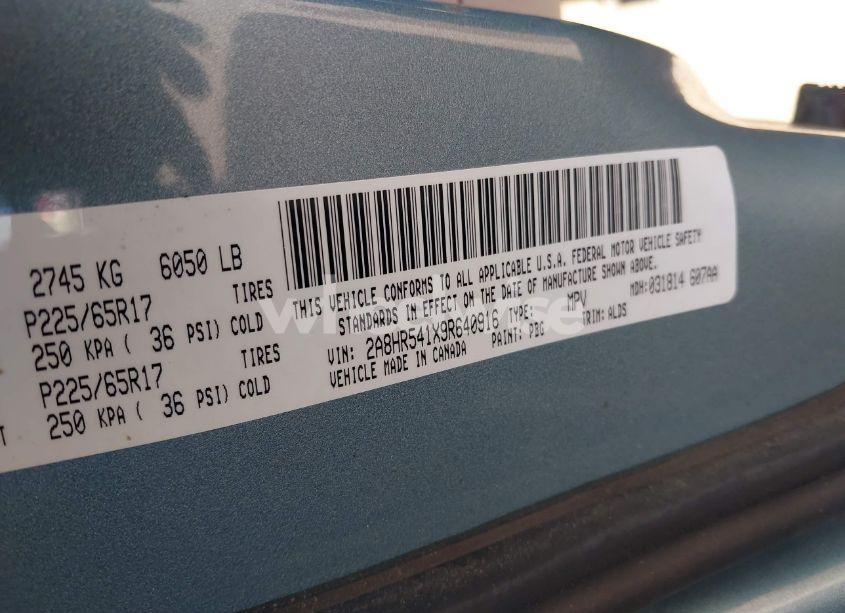 2745 KG 6050 LB
P225/65R17 TIRES
250 KPA ( 36 PSI) COLD
P225/65R17 TIRES
250 KPA ( 36 PSI) COLD
THIS VEHICLE CONFORMS TO ALL APPLICABLE U.S.A. FEDERAL MOTOR VEHICLE SAFETY
STANDARDS IN EFFECT ON THE DATE OF MANUFACTURE SHOWN ABOVE.
MDH: 031814 607AA
VIN: 2A8HR541X9R640916 TYPE: MPV
PAINT: PBG TRIM: ALDS
VEHICLE MADE IN CANADA